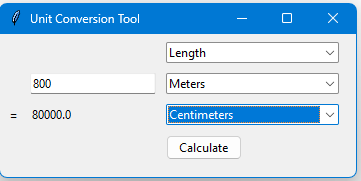 Unit Conversion Tool
Length
800 Meters
= 80000.0 Centimeters
Calculate